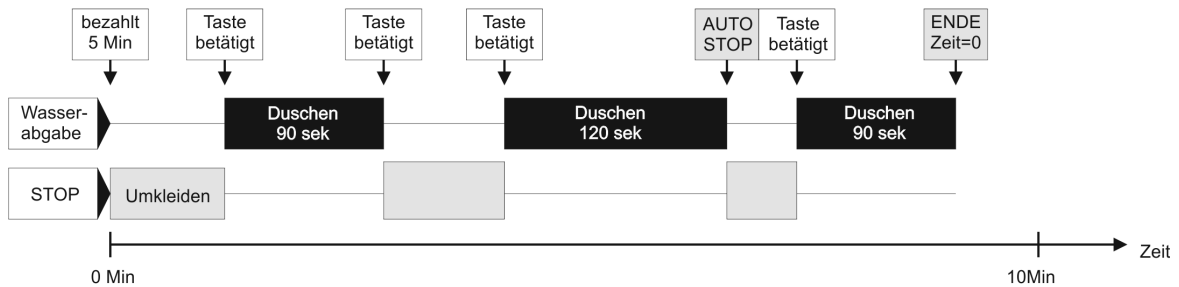 bezahlt
5 Min
Taste
betätigt
Taste
betätigt
Taste
betätigt
AUTO
STOP
Taste
betätigt
ENDE
Zeit=0
Wasser-
abgabe
Duschen
90 sek
Duschen
120 sek
Duschen
90 sek
STOP
Umkleiden
Zeit
0 Min
10Min